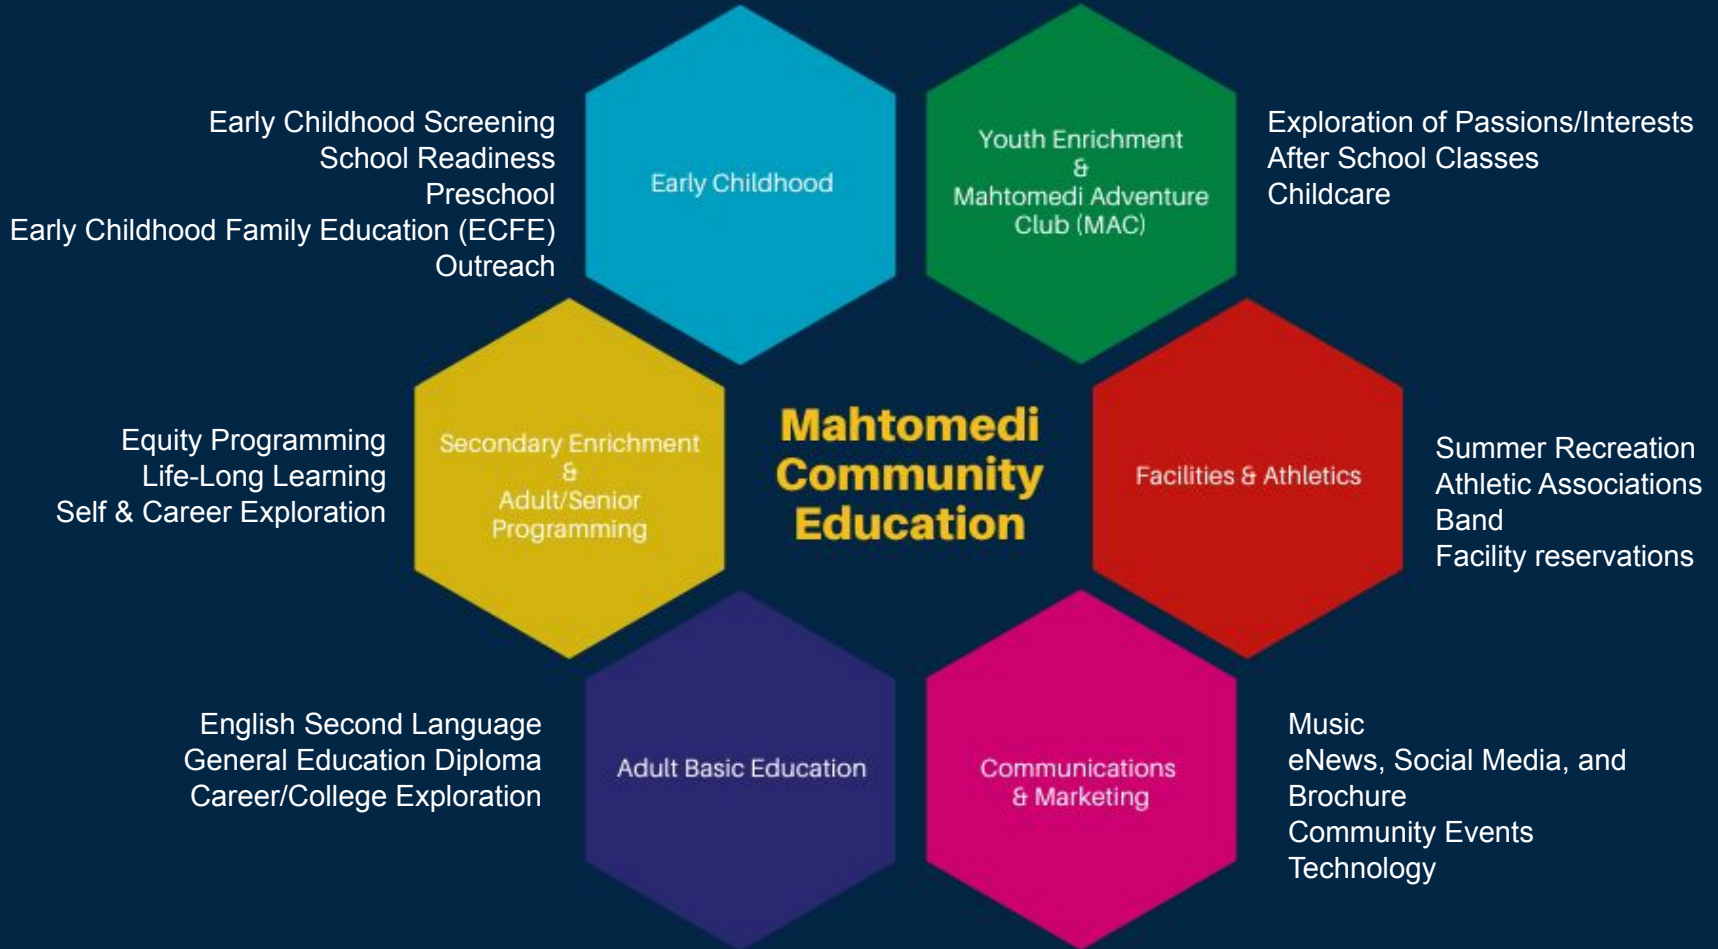 Early Childhood Screening
School Readiness
Preschool
Early Childhood Family Education (ECFE)
Outreach
Early Childhood
Youth Enrichment
&
Mahtomedi Adventure
Club (MAC)
Exploration of Passions/Interests
After School Classes
Childcare
Equity Programming
Life-Long Learning
Self & Career Exploration
Secondary Enrichment
&
Adult/Senior
Programming
Mahtomedi
Community
Education
Facilities & Athletics
Summer Recreation
Athletic Associations
Band
Facility reservations
English Second Language
General Education Diploma
Career/College Exploration
Adult Basic Education
Communications
& Marketing
Music
eNews, Social Media, and
Brochure
Community Events
Technology